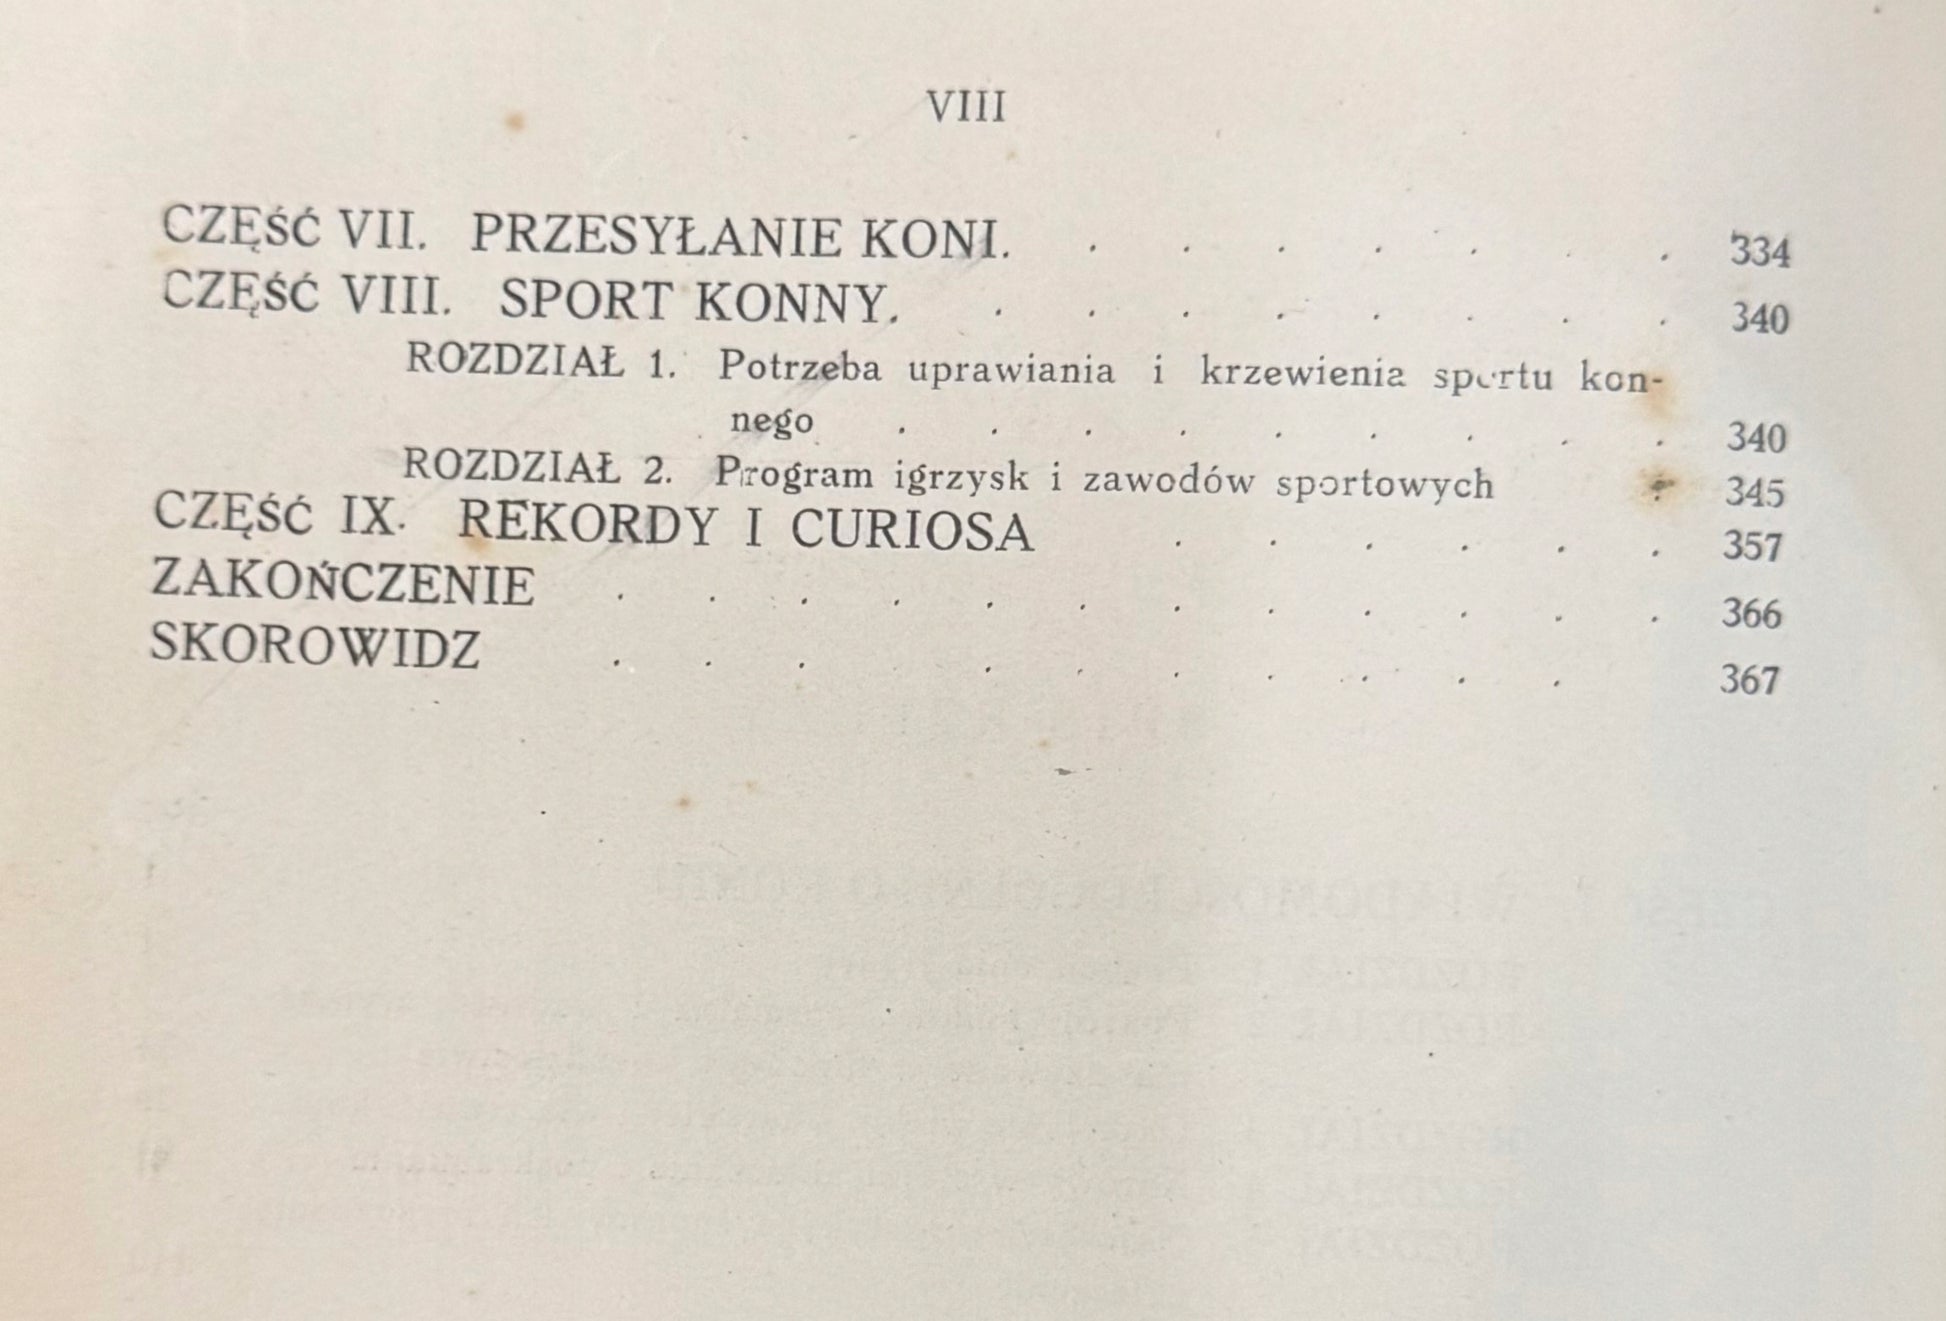 VIII
CZĘŚĆ VII. PRZESYŁANIE KONI. . . . . . . . 334
CZĘŚĆ VIII. SPORT KONNY. . . . . . . . . 340
ROZDZIAŁ 1. Potrzeba uprawiania i krzewienia sportu kon-
nego . . . . . . . . . 340
ROZDZIAŁ 2. Program igrzysk i zawodów sportowych . 345
CZĘŚĆ IX. REKORDY I CURIOSA . . . . . . 357
ZAKOŃCZENIE . . . . . . . . . . . . 366
SKOROWIDZ . . . . . . . . . . 367